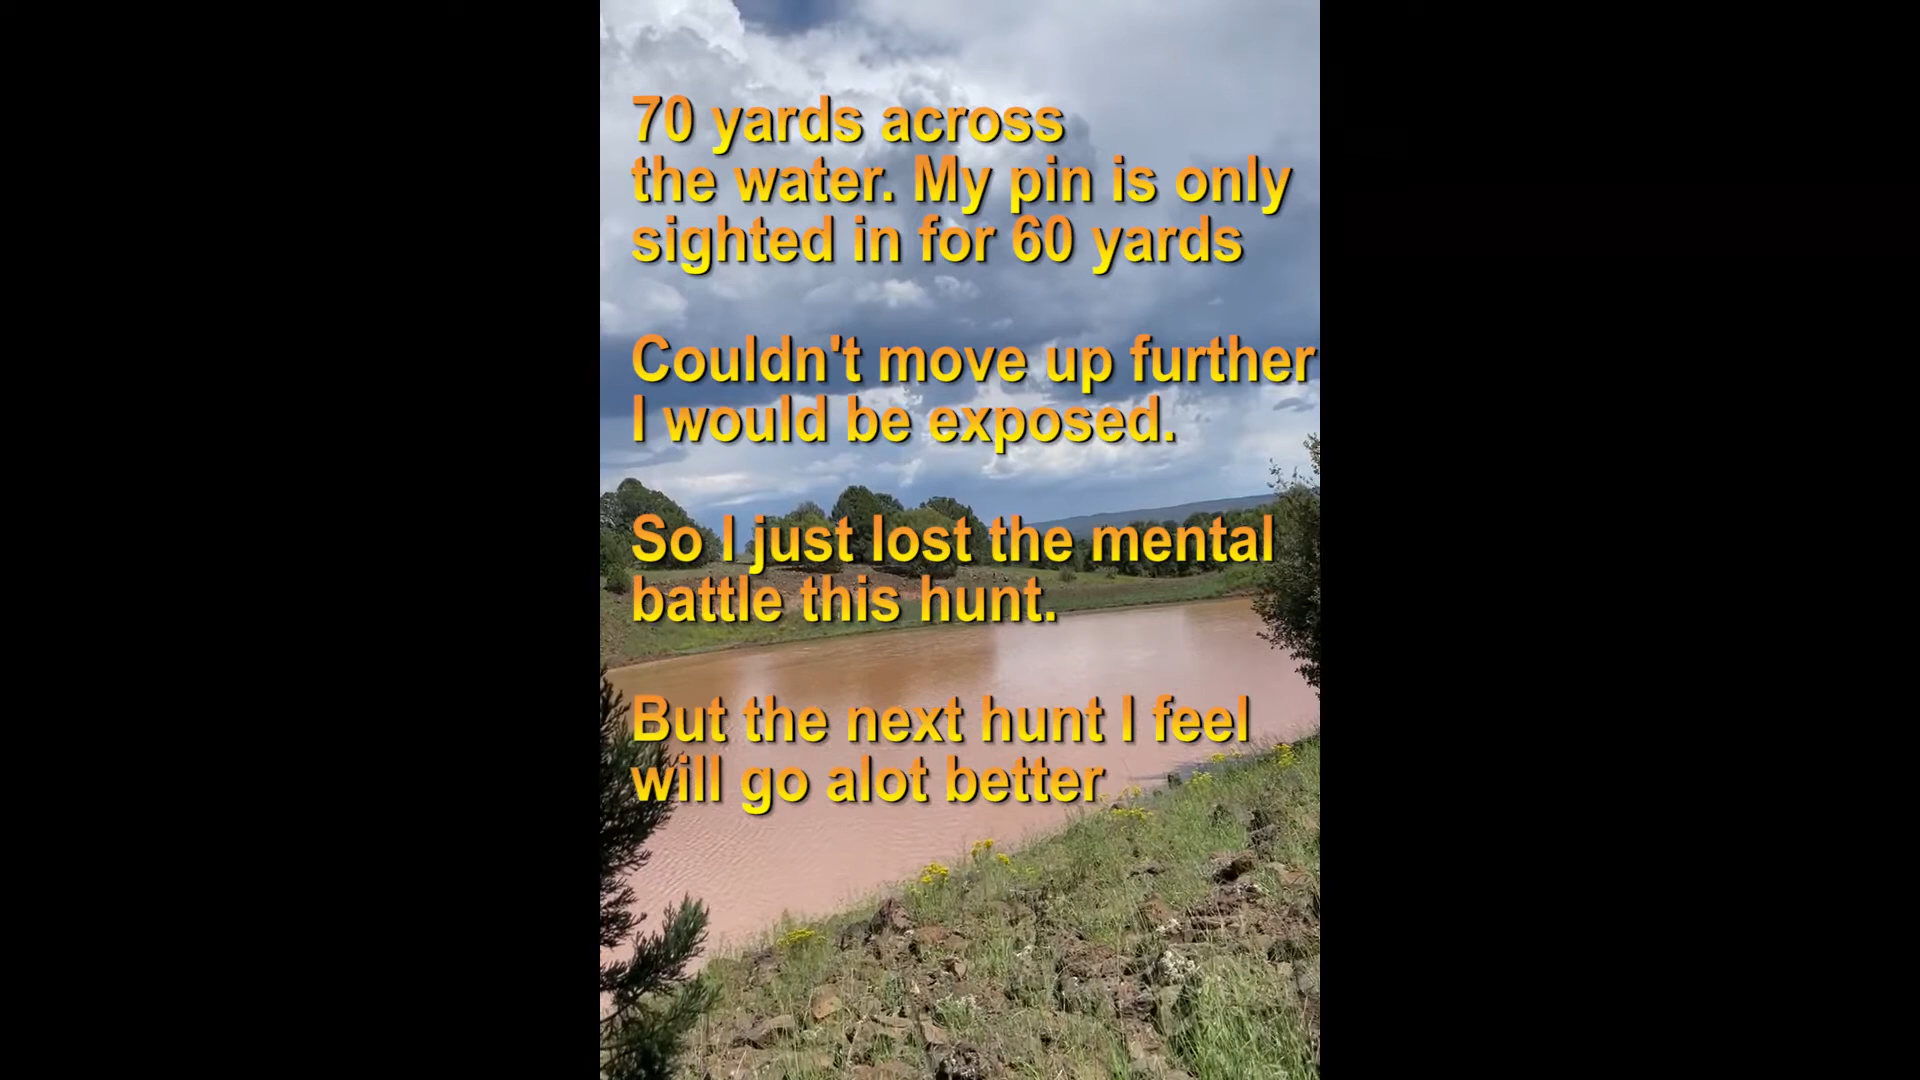 70 yards across
the water. My pin is only
sighted in for 60 yards
Couldn't move up further
I would be exposed.
So I just lost the mental
battle this hunt.
But the next hunt I feel
will go alot better